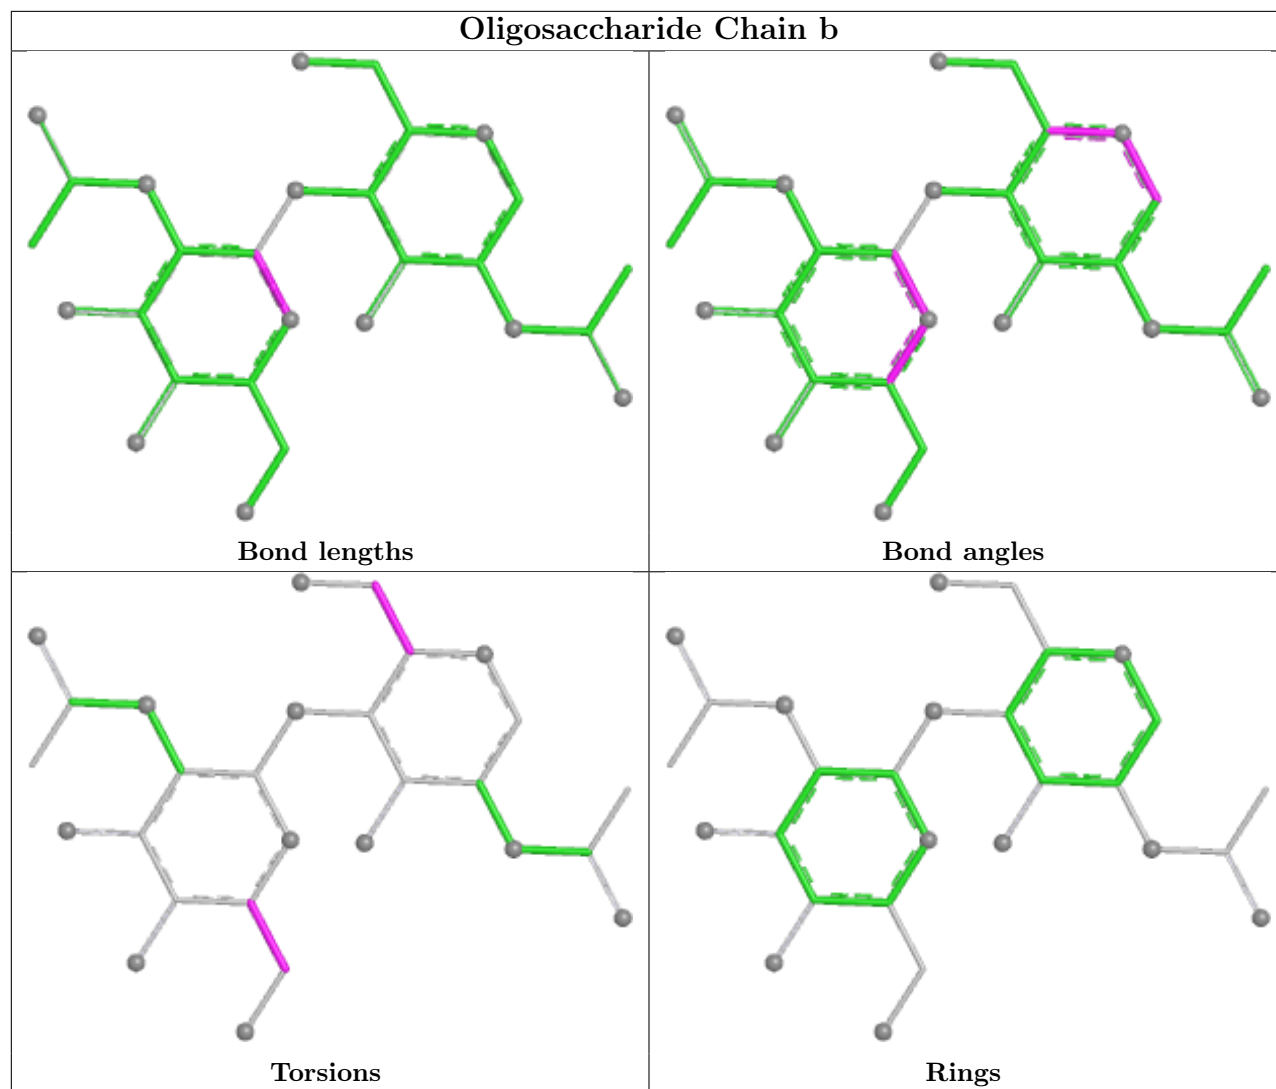 Oligosaccharide Chain b
Bond lengths
Bond angles
Torsions
Rings